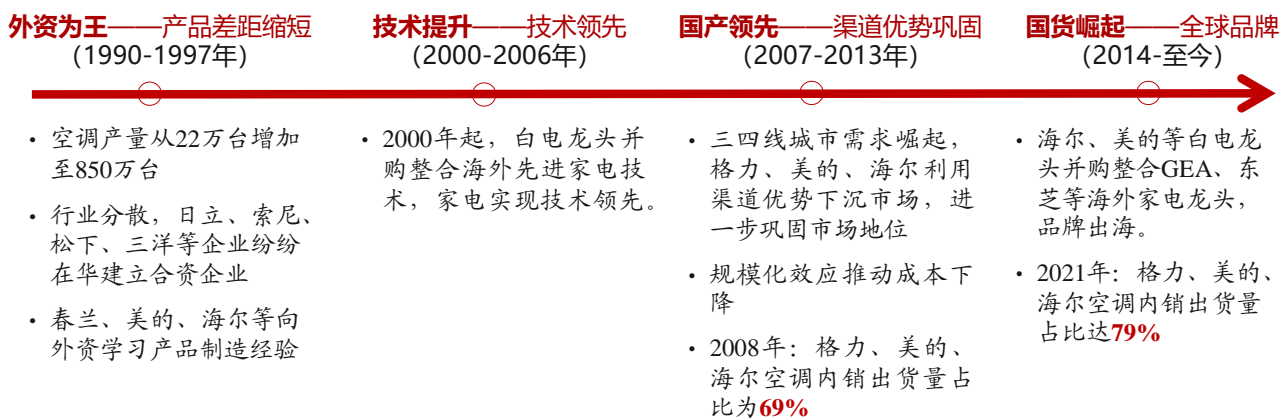 外资为王——产品差距缩短
(1990-1997年)
• 空调产量从22万台增加
至850万台
• 行业分散，日立、索尼、
松下、三洋等企业纷纷
在华建立合资企业
• 春兰、美的、海尔等向
外资学习产品制造经验
技术提升——技术领先
(2000-2006年)
• 2000年起，白电龙头并
购整合海外先进家电技
术，家电实现技术领先。
国产领先——渠道优势巩固
(2007-2013年)
• 三四线城市需求崛起，
格力、美的、海尔利用
渠道优势下沉市场，进
一步巩固市场地位
• 规模化效应推动成本下
降
• 2008年：格力、美的、
海尔空调内销出货量占
比为69%
国货崛起——全球品牌
(2014-至今)
• 海尔、美的等白电龙
头并购整合GEA、东
芝等海外家电龙头，
品牌出海。
• 2021年：格力、美的、
海尔空调内销出货量
占比达79%